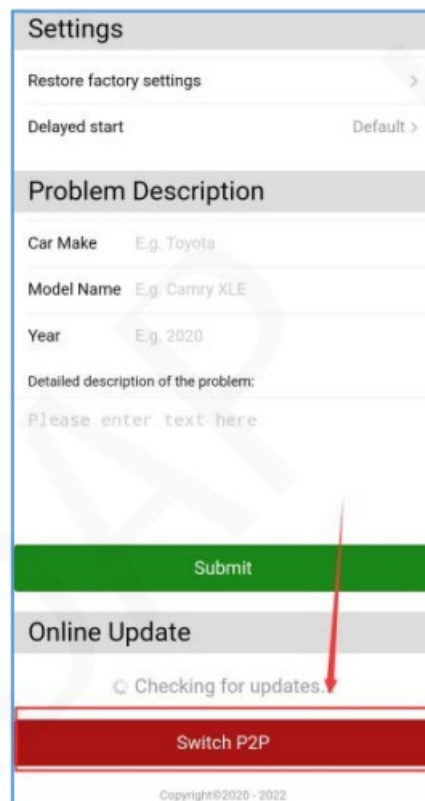 Settings
Restore factory settings >
Delayed start Default >
Problem Description
Car Make E.g. Toyota
Model Name E.g. Camry XLE
Year E.g. 2020
Detailed description of the problem:
Please enter text here
Submit
Online Update
Checking for updates..
Switch P2P
Copyright©2020 - 2022